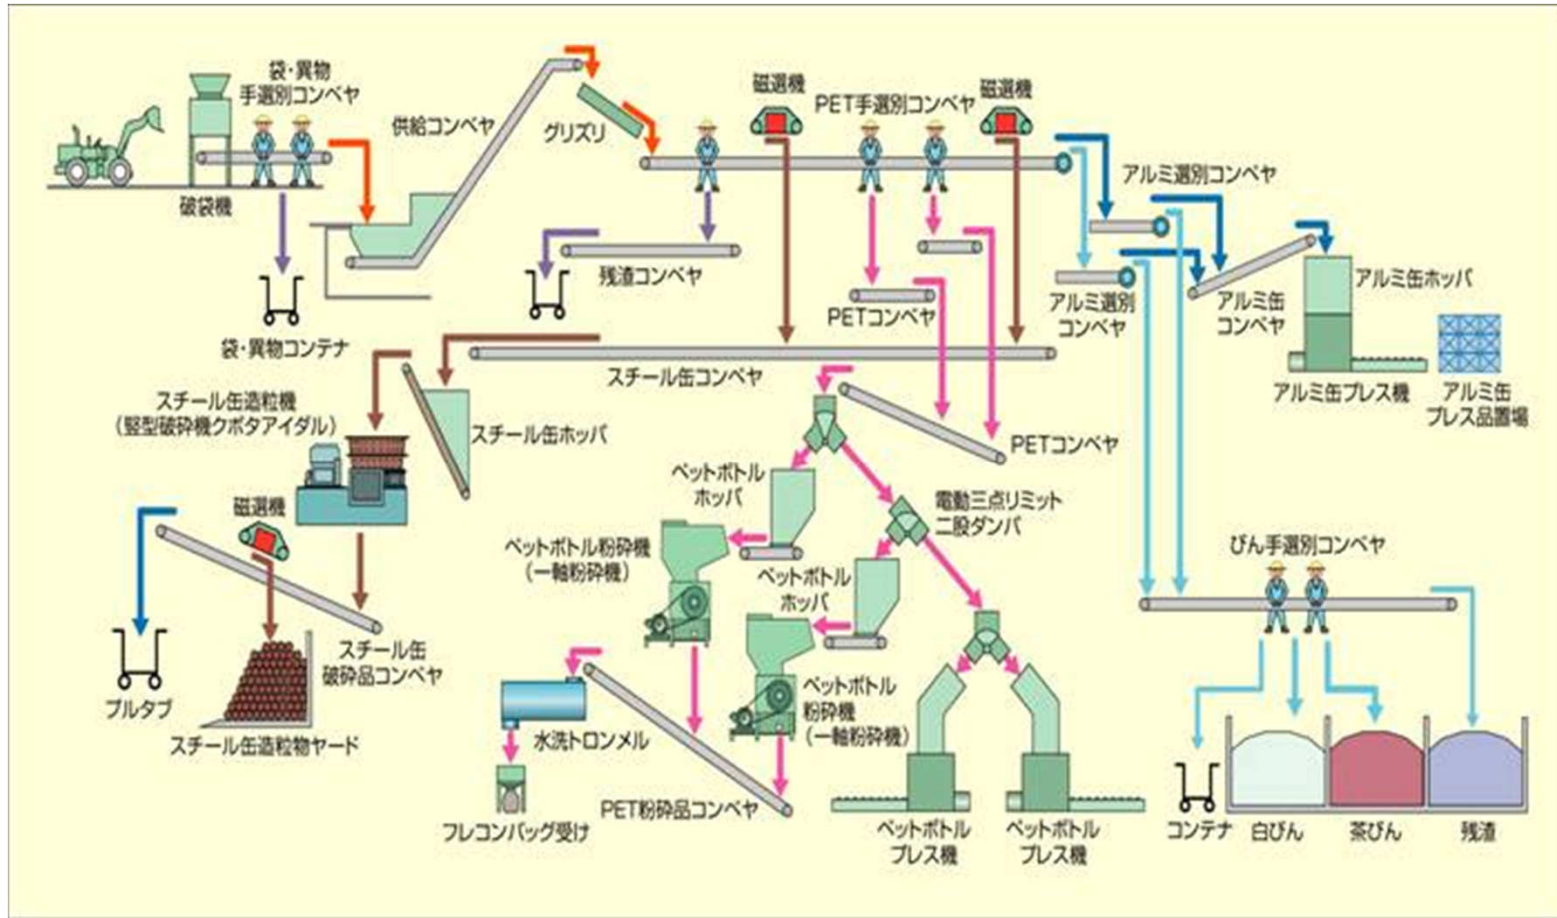 袋・異物
手選別コンベヤ
破袋機
袋・異物コンテナ
供給コンベヤ
グリズリ
残渣コンベヤ
磁選機
PET手選別コンベヤ
磁選機
PETコンベヤ
アルミ選別コンベヤ
アルミ選別
コンベヤ
アルミ缶
コンベヤ
アルミ缶ホッパ
アルミ缶プレス機
アルミ缶
プレス品置場
スチール缶コンベヤ
スチール缶ホッパ
スチール缶造粒機
(竪型破砕機クボタアイダル)
磁選機
スチール缶
破砕品コンベヤ
プルタブ
スチール缶造粒物ヤード
PETコンベヤ
ペットボトル
ホッパ
電動三点リミット
二股ダンパ
ペットボトル粉砕機
(一軸粉砕機)
ペットボトル
ホッパ
ペットボトル
粉砕機
(一軸粉砕機)
水洗トロンメル
PET粉砕品コンベヤ
フレコンバッグ受け
ペットボトル
プレス機
ペットボトル
プレス機
びん手選別コンベヤ
コンテナ
白びん
茶びん
残渣